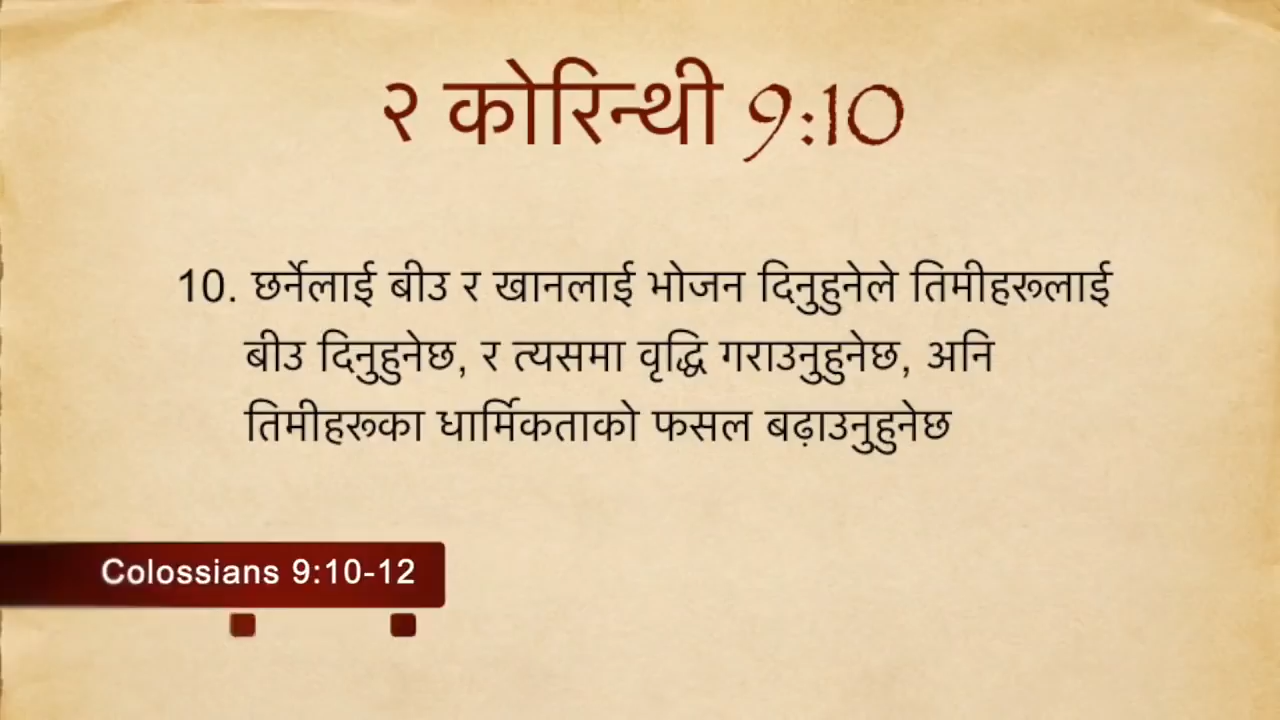 २ कोरिन्थी 9:10
10. छर्नेलाई बीउ र खानलाई भोजन दिनुहुनेले तिमीहरूलाई
बीउ दिनुहुनेछ, र त्यसमा वृद्धि गराउनुहुनेछ, अनि
तिमीहरूका धार्मिकताको फसल बढ़ाउनुहुनेछ
Colossians 9:10-12